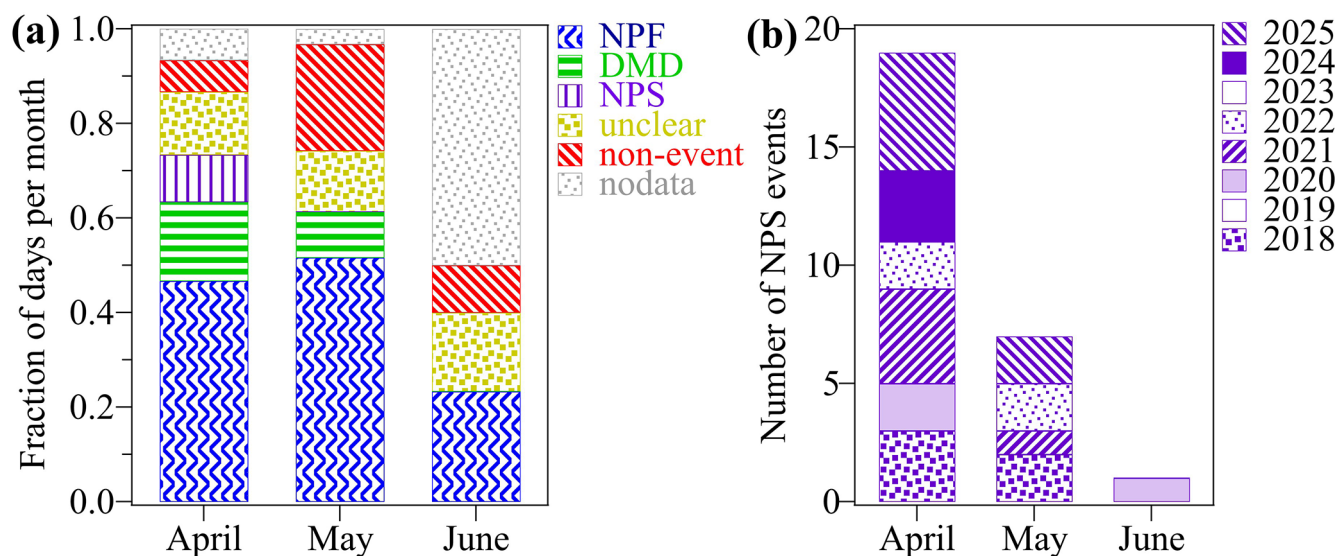 (a)
Fraction of days per month
1.0
0.8
0.6
0.4
0.2
0.0
April May June
NPF
DMD
NPS
unclear
non-event
nodata
(b)
Number of NPS events
20
15
10
5
0
April May June
2025
2024
2023
2022
2021
2020
2019
2018